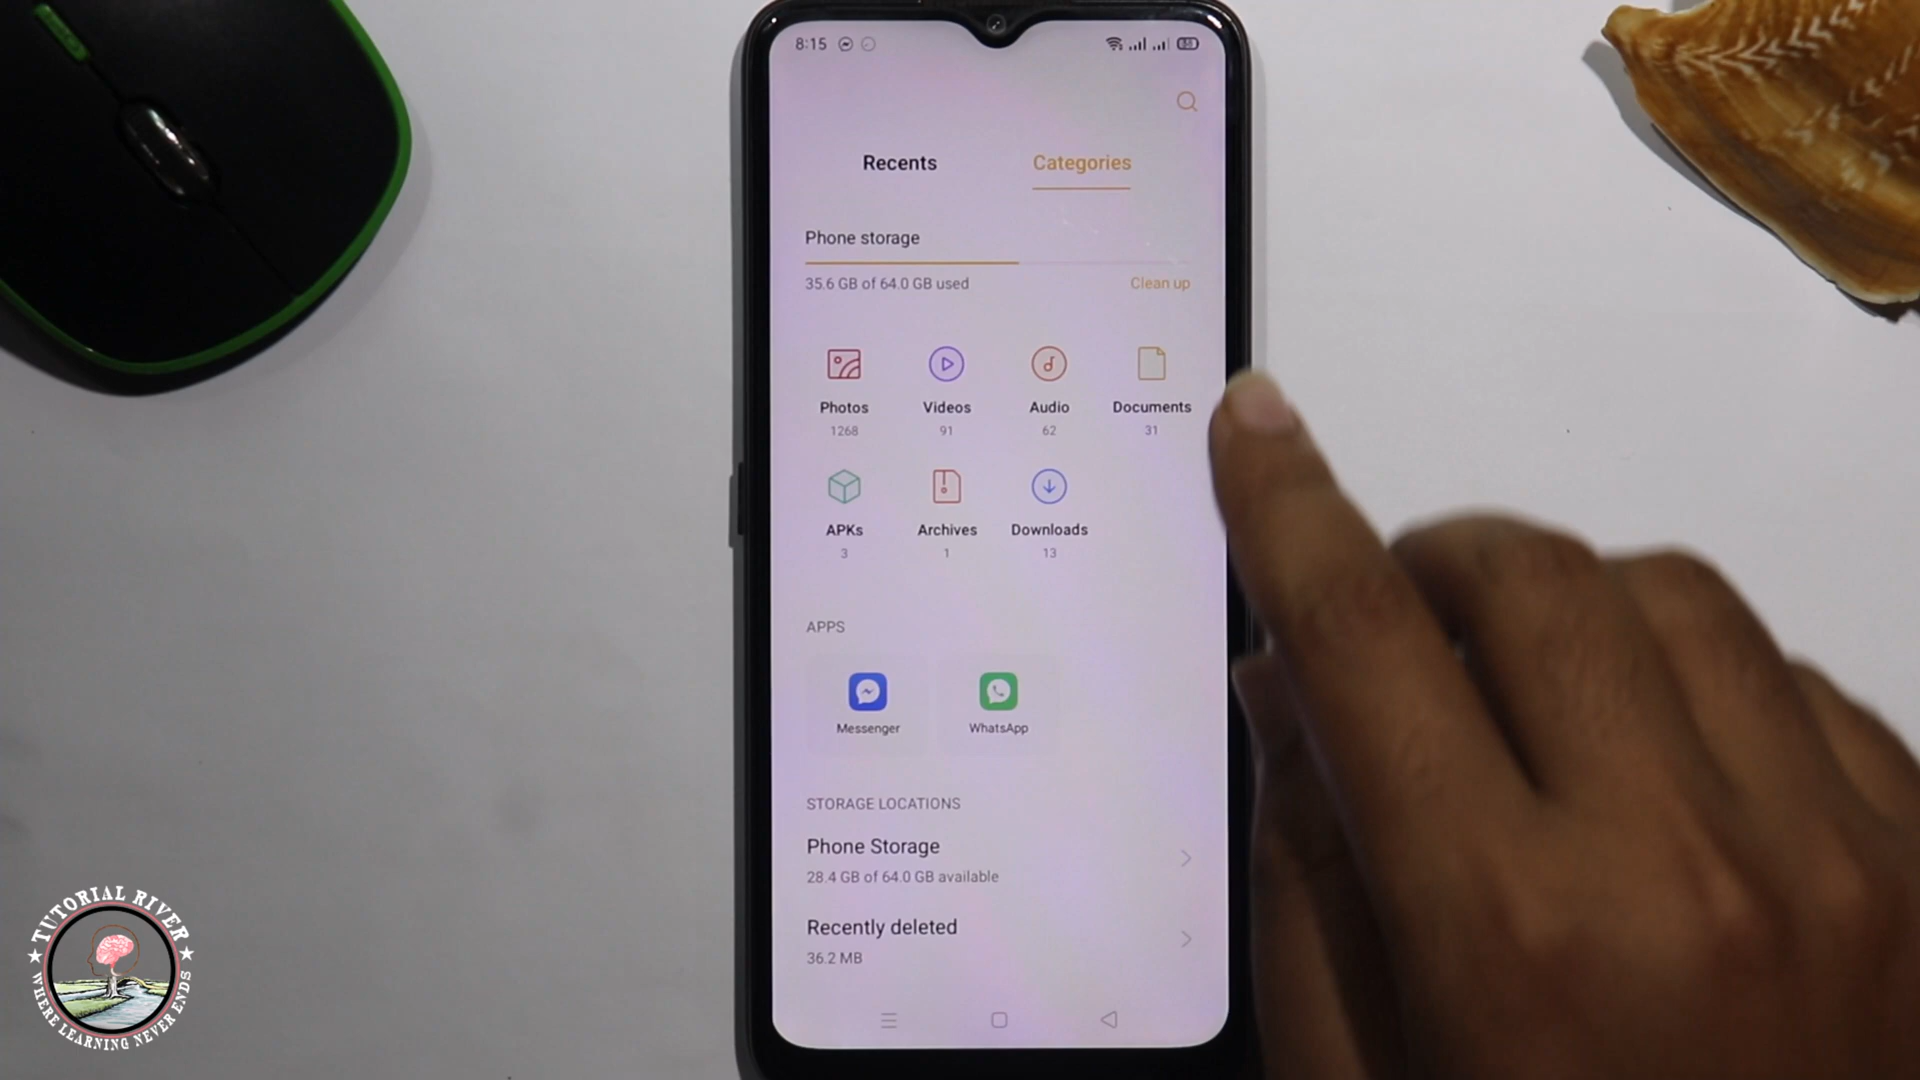 8:15
Recents Categories
Phone storage
35.6 GB of 64.0 GB used Clean up
Photos Videos Audio Documents
1268 91 62 31
APKs Archives Downloads
3 1 13
APPS
Messenger WhatsApp
STORAGE LOCATIONS
Phone Storage
28.4 GB of 64.0 GB available
Recently deleted
36.2 MB
TUTORIAL RIVER
WHERE LEARNING NEVER ENDS